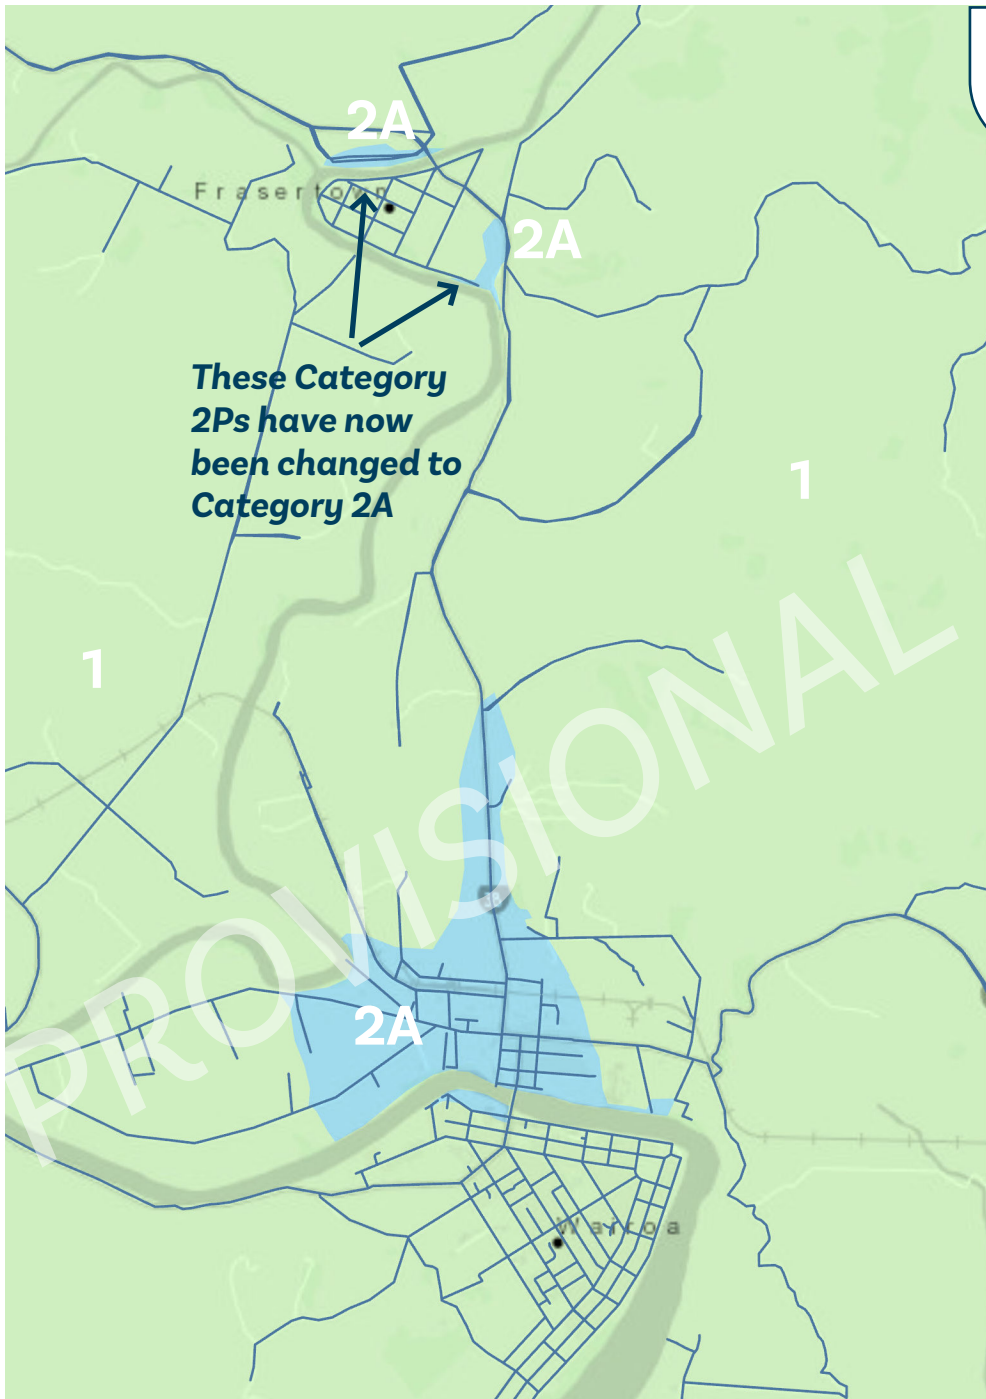 2A
Frasertown
2A
These Category
2Ps have now
been changed to
Category 2A
1
1
PROVISIONAL
2A
Wairoa